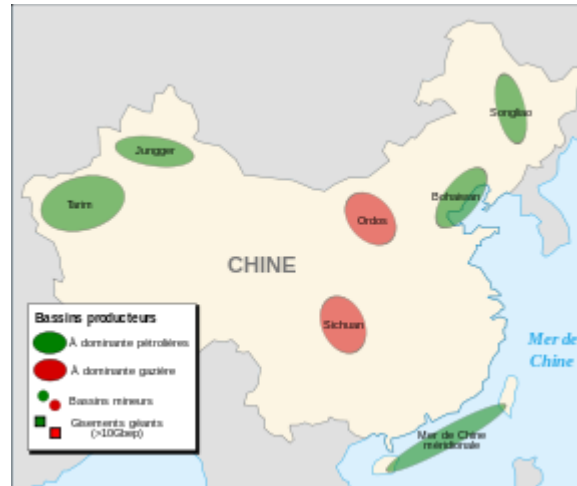 Songliao
Jungger
Tarim
Bohaiwan
Ordos
CHINE
Sichuan
Mer de
Chine
Mer de Chine
méridionale
Bassins producteurs
À dominante pétrolières
À dominante gazière
Bassins mineurs
Gisements géants
(>10Gbep)